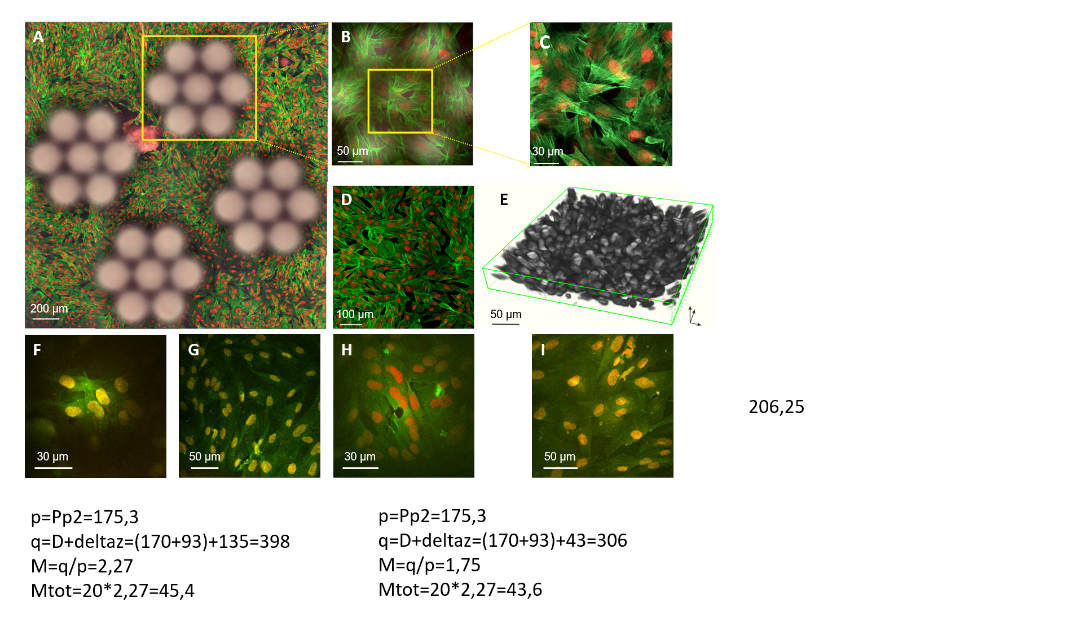 A
B
C
200 µm
50 µm
30 µm
D
E
100 µm
50 µm
F
G
H
I
30 µm
50 µm
30 µm
50 µm
206,25
p=Pp2=175,3
q=D+deltaz=(170+93)+135=398
M=q/p=2,27
Mtot=20*2,27=45,4
p=Pp2=175,3
q=D+deltaz=(170+93)+43=306
M=q/p=1,75
Mtot=20*2,27=43,6